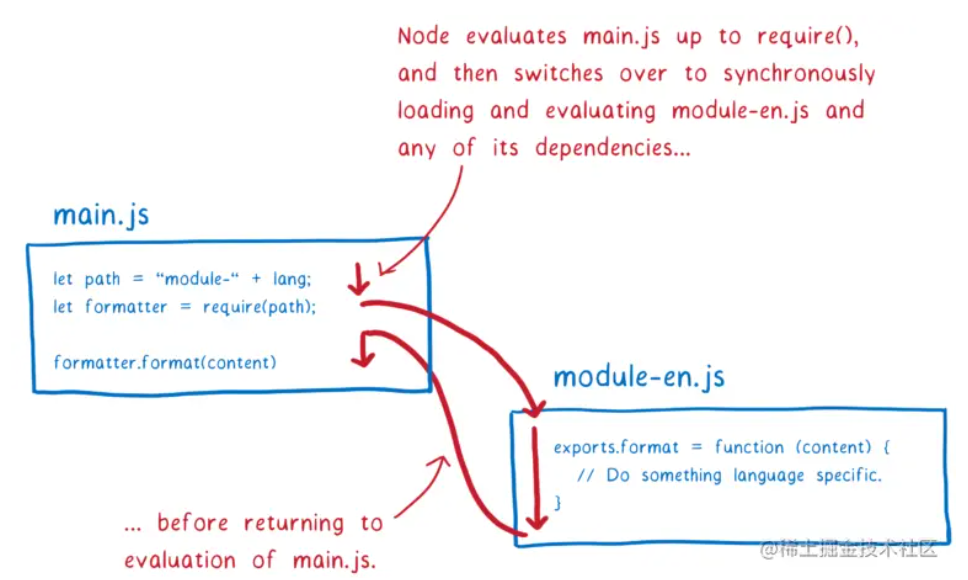 Node evaluates main.js up to require(),
and then switches over to synchronously
loading and evaluating module-en.js and
any of its dependencies...
main.js
let path = “module-“ + lang;
let formatter = require(path);
formatter.format(content)
module-en.js
exports.format = function (content) {
// Do something language specific.
}
... before returning to
evaluation of main.js.
@稀土掘金技术社区